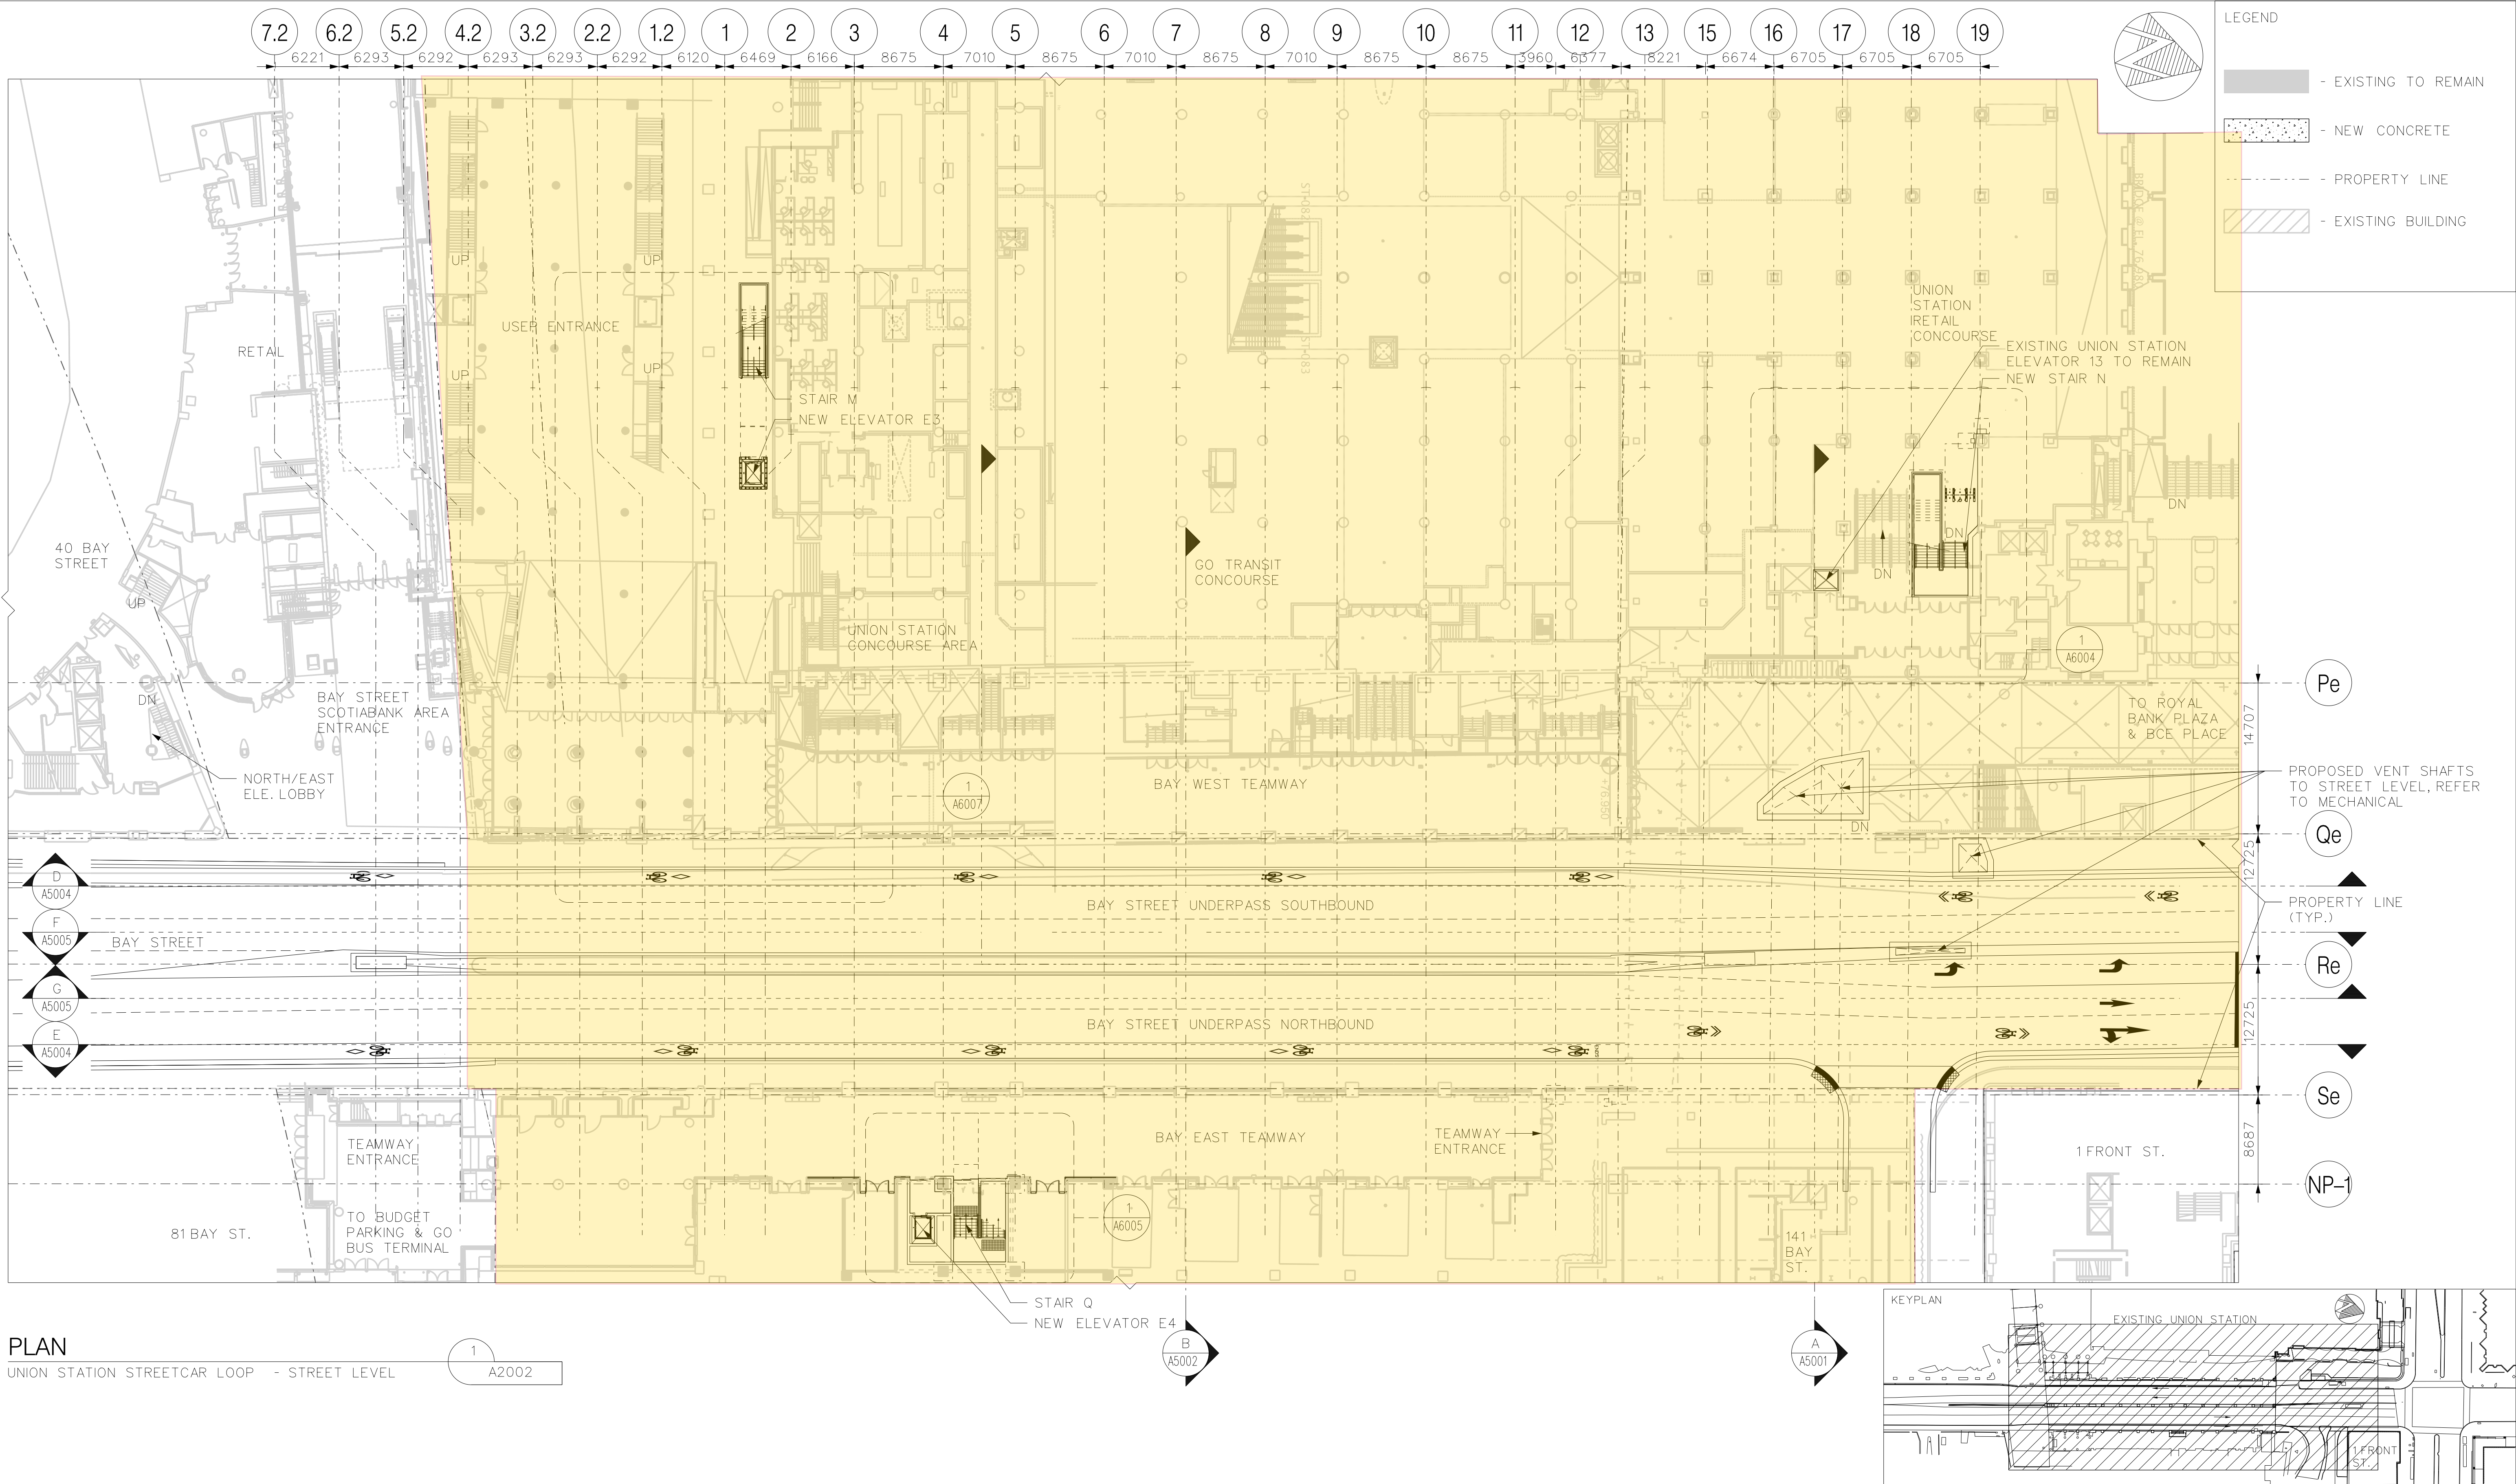 7.2 6.2 5.2 4.2 3.2 2.2 1.2 1 2 3 4 5 6 7 8 9 10 11 12 13 15 16 17 18 19
6221 6293 6292 6293 6293 6292 6120 6469 6166 8675 7010 8675 7010 8675 7010 8675 8675 3960 6377 8221 6674 6705 6705 6705
LEGEND
- EXISTING TO REMAIN
- NEW CONCRETE
- PROPERTY LINE
- EXISTING BUILDING
ST-082
ST-083
BRIDGE @ EL. 76.980
UP
UP
USER ENTRANCE
RETAIL
UP
UP
STAIR M
NEW ELEVATOR E3
UNION
STATION
RETAIL
CONCOURSE
EXISTING UNION STATION
ELEVATOR 13 TO REMAIN
NEW STAIR N
DN
DN
DN
DN
40 BAY
STREET
UP
GO TRANSIT
CONCOURSE
UNION STATION
CONCOURSE AREA
1
A6004
Pe
DN
BAY STREET
SCOTIABANK AREA
ENTRANCE
TO ROYAL
BANK PLAZA
& BCE PLACE
14707
NORTH/EAST
ELE. LOBBY
1
A6007
BAY WEST TEAMWAY
+76.950
DN
PROPOSED VENT SHAFTS
TO STREET LEVEL, REFER
TO MECHANICAL
Qe
12725
D
A5004
BAY STREET UNDERPASS SOUTHBOUND
PROPERTY LINE
(TYP.)
F
A5005
BAY STREET
Re
G
A5005
12725
BAY STREET UNDERPASS NORTHBOUND
E
A5004
Se
8687
TEAMWAY
ENTRANCE
BAY EAST TEAMWAY
TEAMWAY
ENTRANCE
1 FRONT ST.
NP-1
81 BAY ST.
TO BUDGET
PARKING & GO
BUS TERMINAL
1
A6005
141
BAY
ST.
STAIR Q
NEW ELEVATOR E4
B
A5002
A
A5001
PLAN
UNION STATION STREETCAR LOOP - STREET LEVEL
1
A2002
KEYPLAN
EXISTING UNION STATION
1 FRONT
ST.